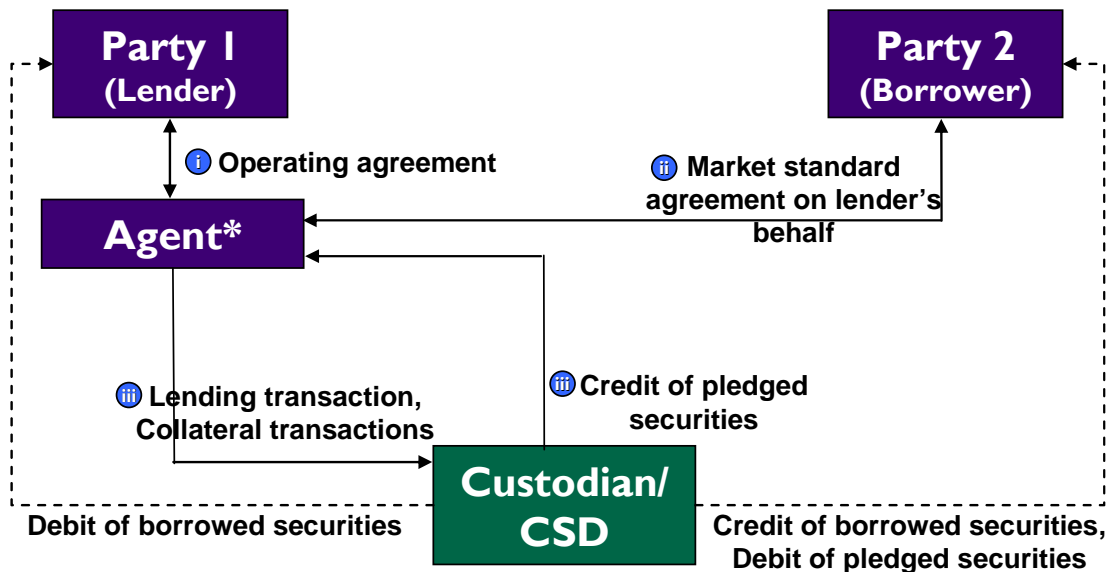 Party 1
(Lender)
Party 2
(Borrower)
i Operating agreement
ii Market standard
agreement on lender's
behalf
Agent*
iii Lending transaction,
Collateral transactions
iii Credit of pledged
securities
Custodian/
CSD
Debit of borrowed securities
Credit of borrowed securities,
Debit of pledged securities